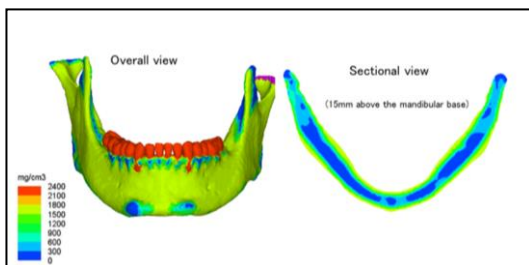 Overall view
Sectional view
(15mm above the mandibular base)
mg/cm3
2400
2100
1800
1500
1200
900
600
300
0